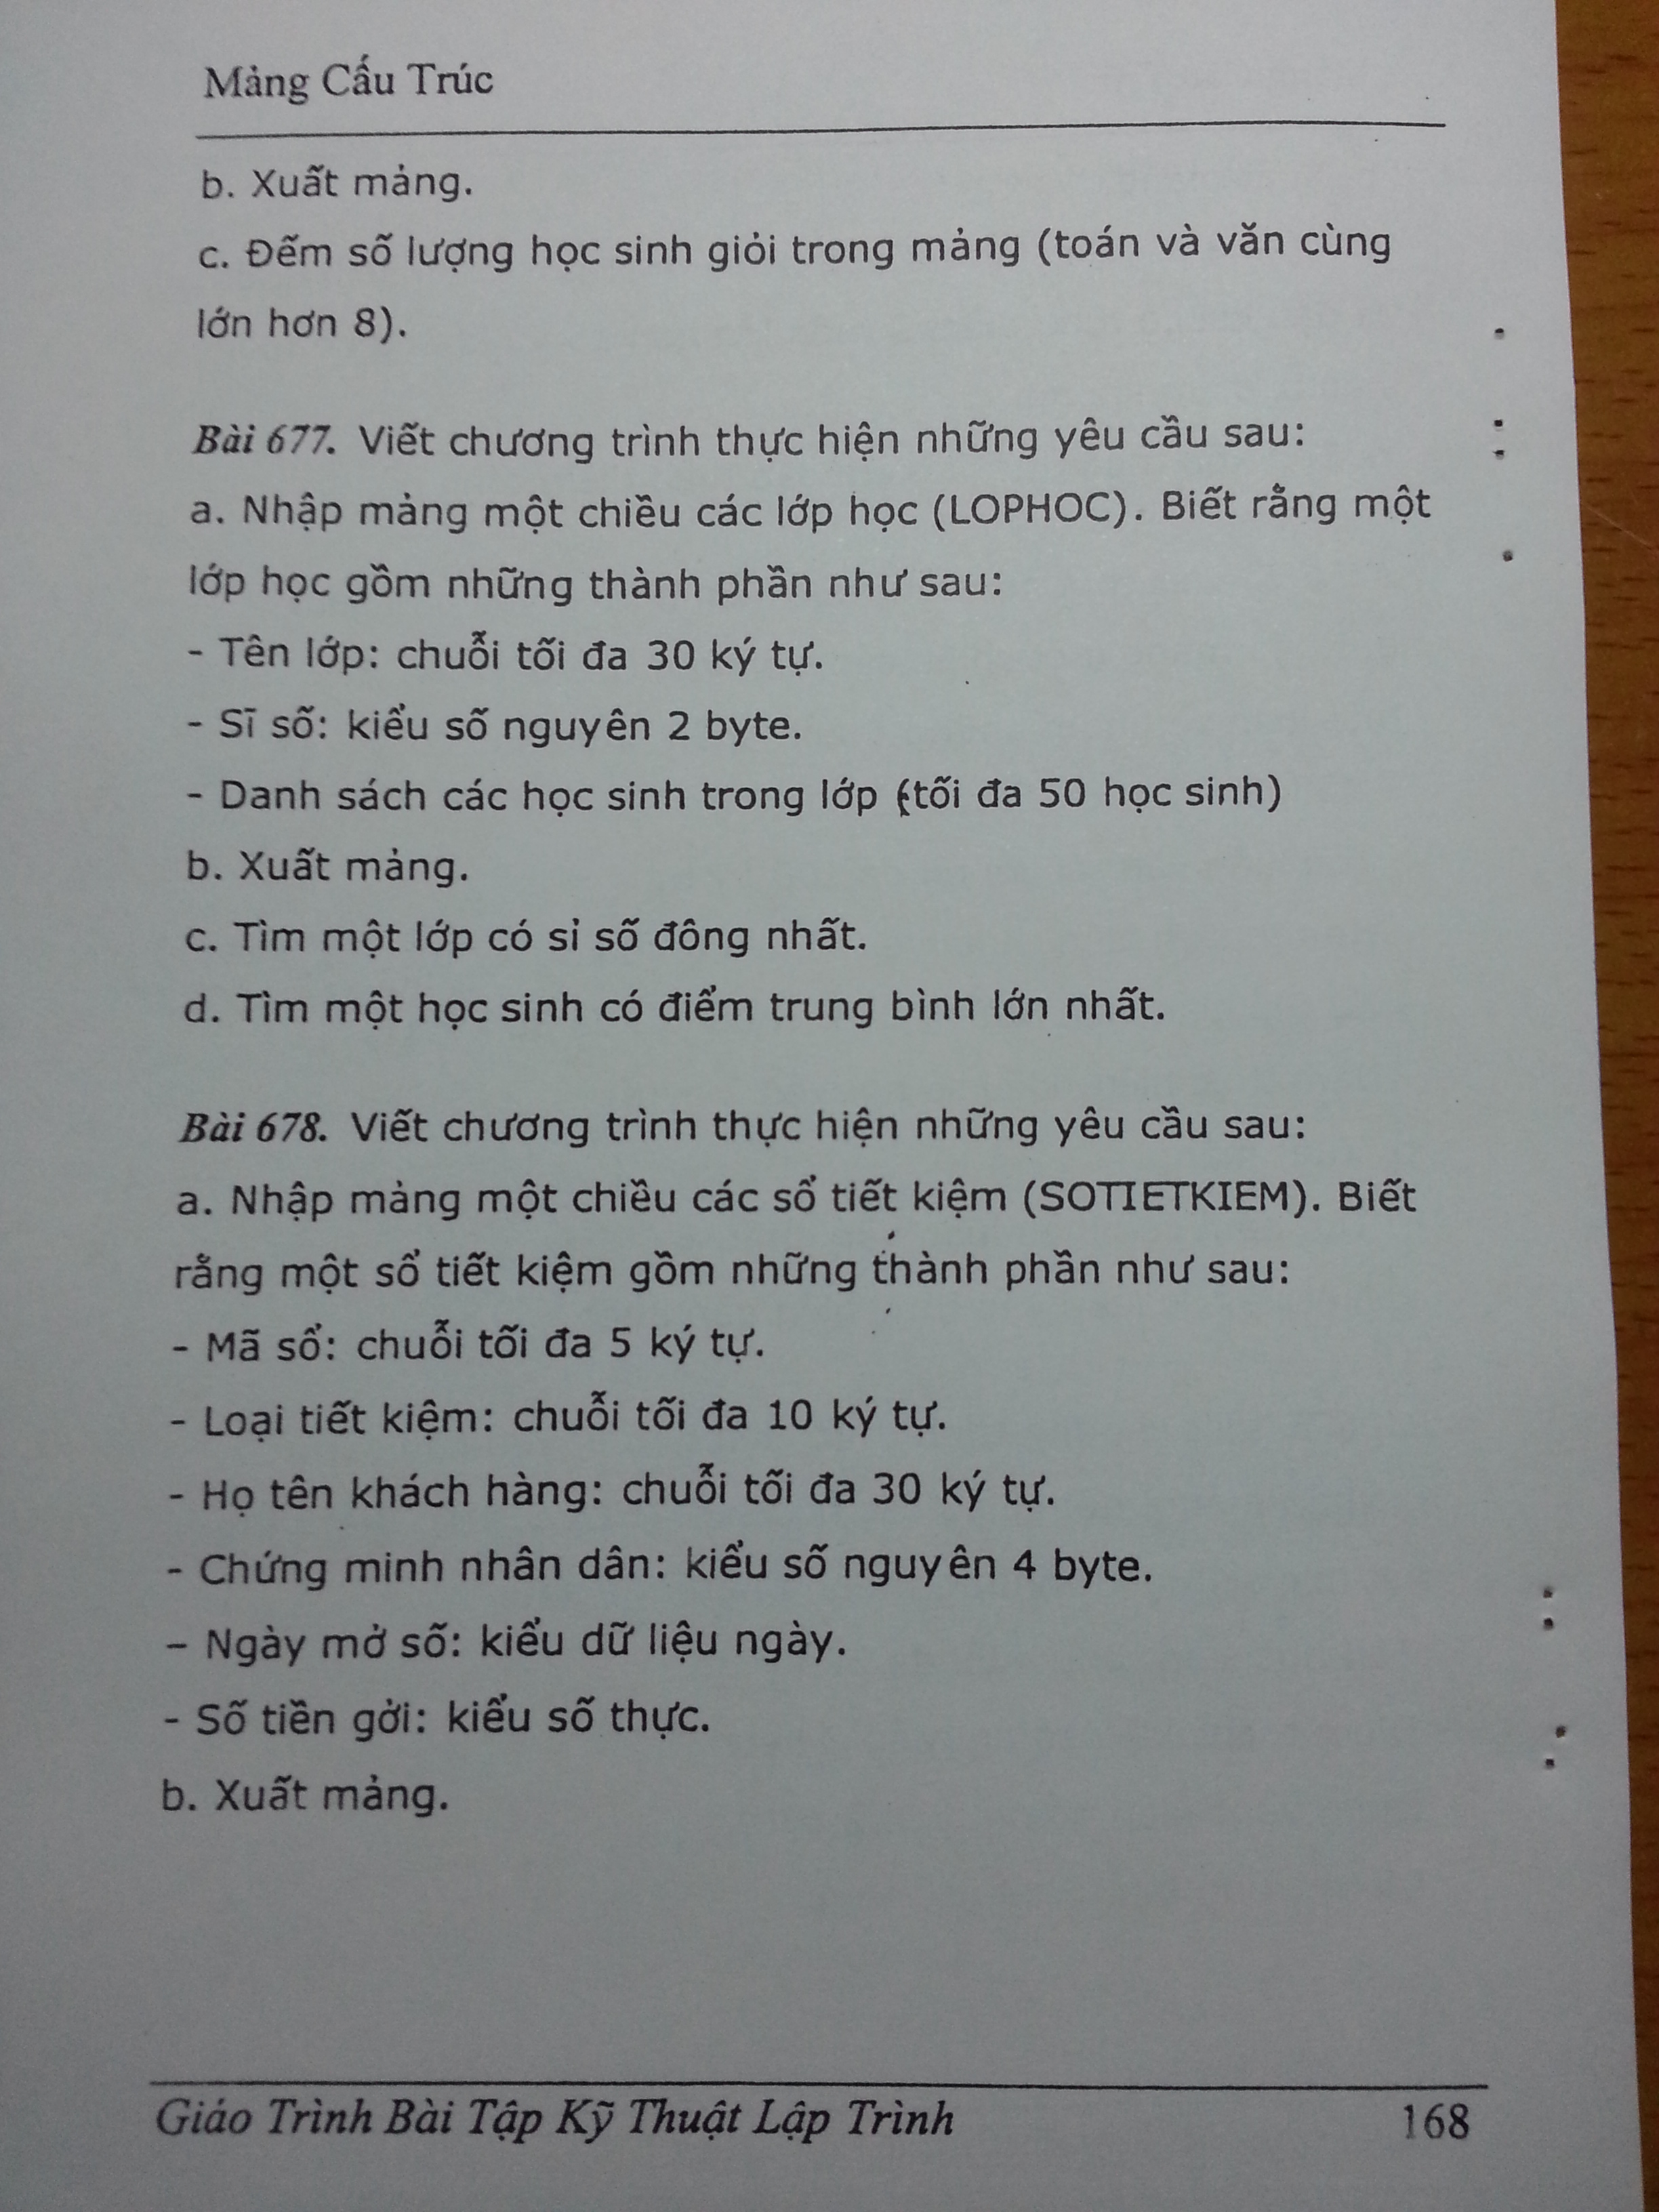 Mảng Cấu Trúc
b. Xuất mảng.
c. Đếm số lượng học sinh giỏi trong mảng (toán và văn cùng
lớn hơn 8).
Bài 677. Viết chương trình thực hiện những yêu cầu sau:
a. Nhập mảng một chiều các lớp học (LOPHOC). Biết rằng một
lớp học gồm những thành phần như sau:
- Tên lớp: chuỗi tối đa 30 ký tự.
- Sĩ số: kiểu số nguyên 2 byte.
- Danh sách các học sinh trong lớp (tối đa 50 học sinh)
b. Xuất mảng.
c. Tìm một lớp có sỉ số đông nhất.
d. Tìm một học sinh có điểm trung bình lớn nhất.
Bài 678. Viết chương trình thực hiện những yêu cầu sau:
a. Nhập mảng một chiều các sổ tiết kiệm (SOTIETKIEM). Biết
rằng một sổ tiết kiệm gồm những thành phần như sau:
- Mã sổ: chuỗi tối đa 5 ký tự.
- Loại tiết kiệm: chuỗi tối đa 10 ký tự.
- Họ tên khách hàng: chuỗi tối đa 30 ký tự.
- Chứng minh nhân dân: kiểu số nguyên 4 byte.
– Ngày mở số: kiểu dữ liệu ngày.
- Số tiền gởi: kiểu số thực.
b. Xuất mảng.
Giáo Trình Bài Tập Kỹ Thuật Lập Trình 168